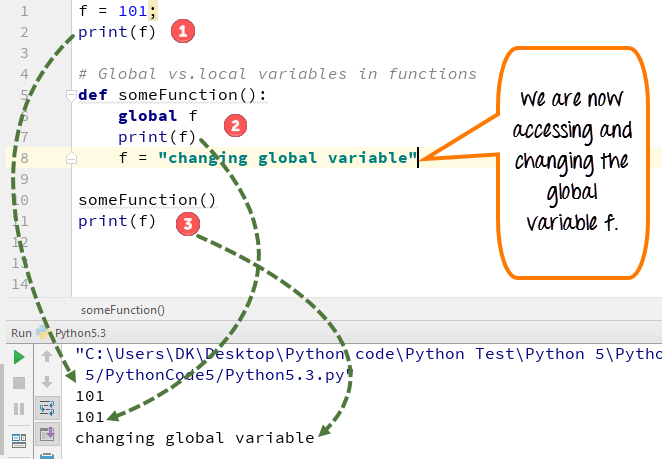 1 f = 101;
2 print(f) 1
3
4 # Global vs.local variables in functions
5 def someFunction():
6 global f 2
7 print(f)
8 f = "changing global variable"
9
10 someFunction()
11 print(f) 3
12
13
14
We are now
accessing and
changing the
global
variable f.
someFunction()
Run Python5.3
"C:\Users\DK\Desktop\Python code\Python Test\Python 5\Pytho
5/PythonCode5/Python5.3.py"
101
101
changing global variable